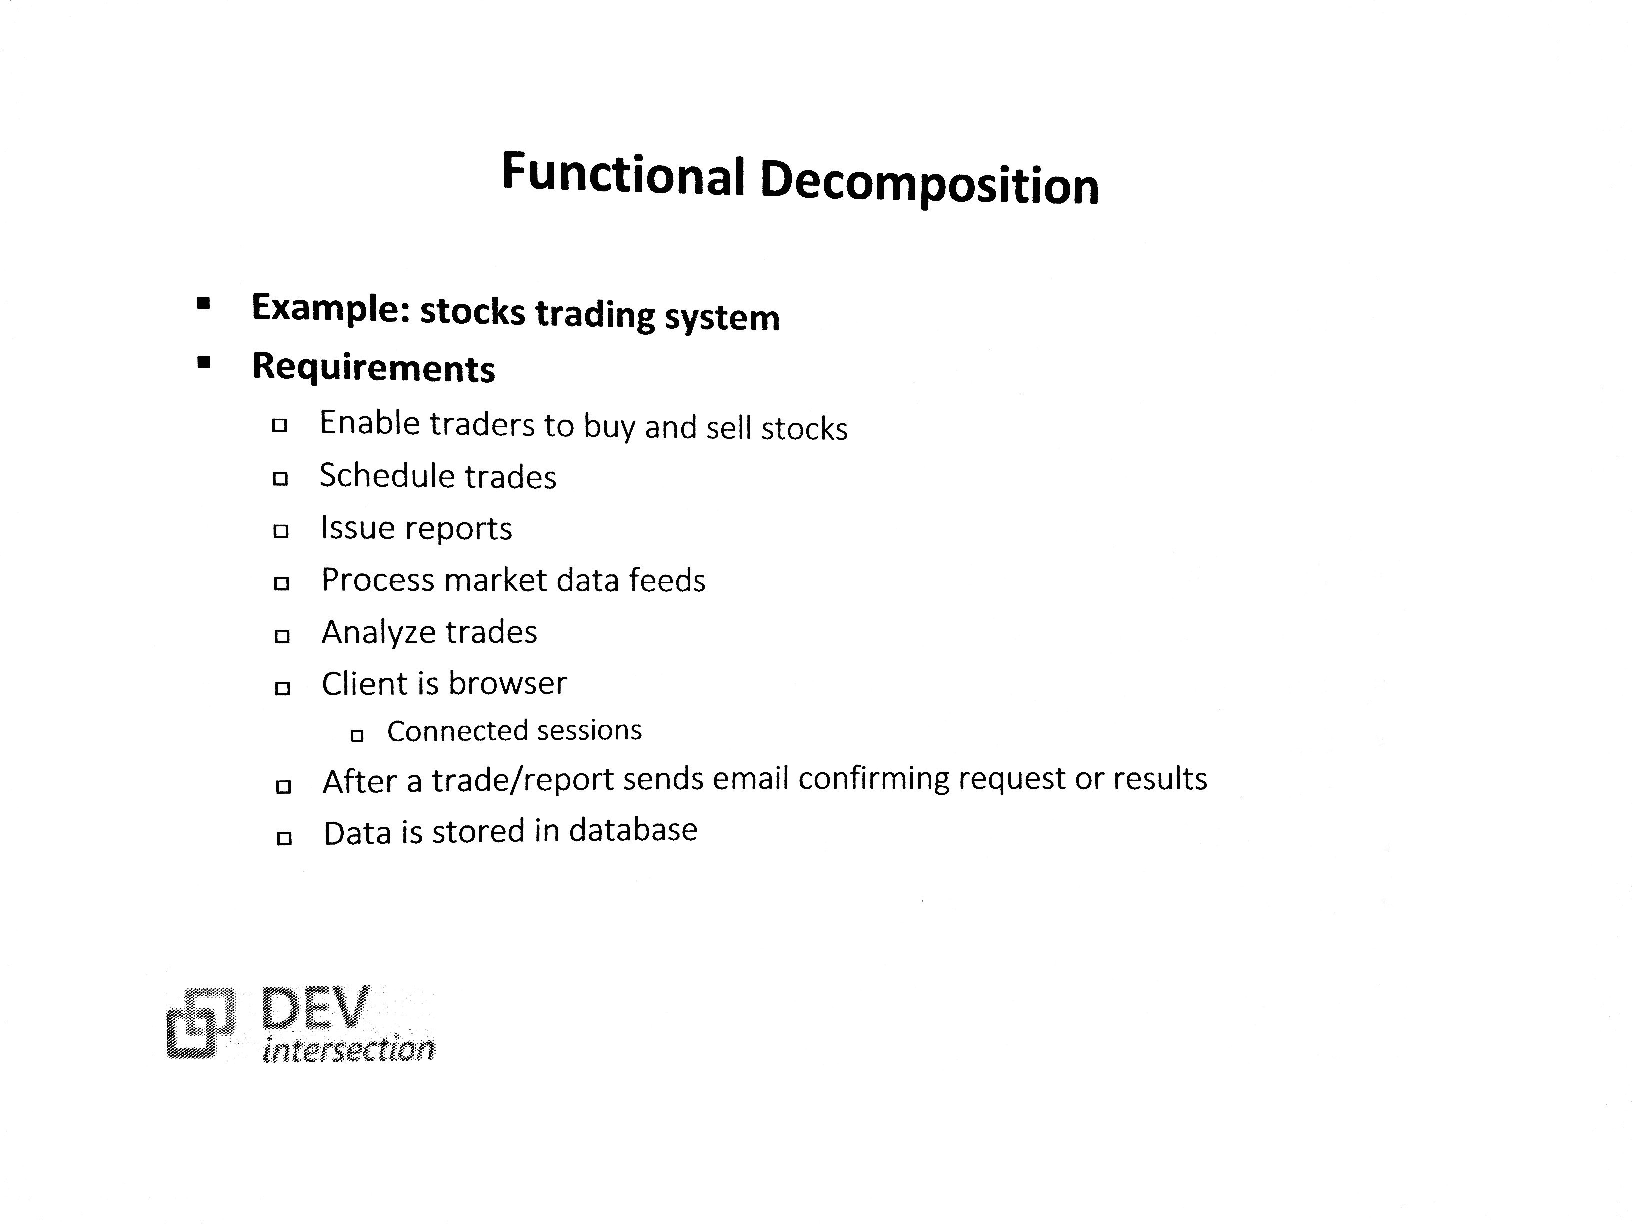 Functional Decomposition
Example: stocks trading system
Requirements
Enable traders to buy and sell stocks
Schedule trades
Issue reports
Process market data feeds
Analyze trades
Client is browser
Connected sessions
After a trade/report sends email confirming request or results
Data is stored in database
DEV
intersection